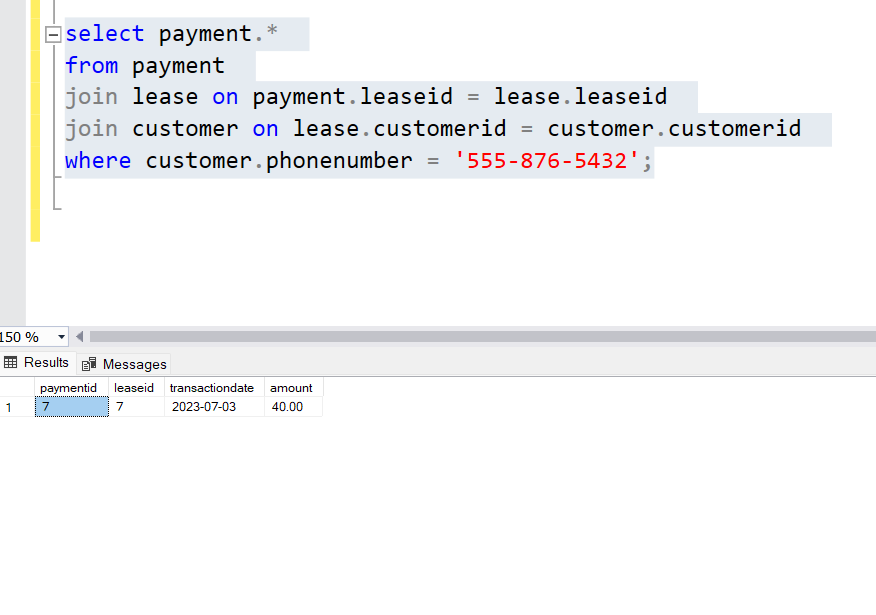 select payment.*
from payment
join lease on payment.leaseid = lease.leaseid
join customer on lease.customerid = customer.customerid
where customer.phonenumber = '555-876-5432';
150 %
Results Messages
paymentid leaseid transactiondate amount
1 7 7 2023-07-03 40.00